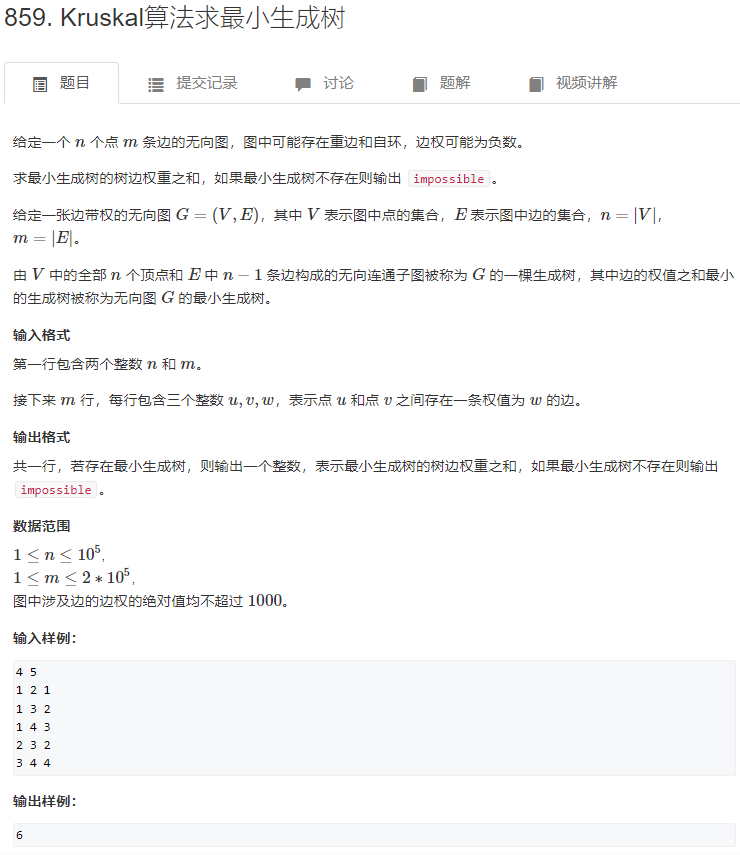 859. Kruskal算法求最小生成树
题目 提交记录 讨论 题解 视频讲解
给定一个 n 个点 m 条边的无向图，图中可能存在重边和自环，边权可能为负数。
求最小生成树的树边权重之和，如果最小生成树不存在则输出 impossible 。
给定一张边带权的无向图 G = (V, E)，其中 V 表示图中点的集合，E 表示图中边的集合，n = |V|，
m = |E|。
由 V 中的全部 n 个顶点和 E 中 n − 1 条边构成的无向连通子图被称为 G 的一棵生成树，其中边的权值之和最小
的生成树被称为无向图 G 的最小生成树。
输入格式
第一行包含两个整数 n 和 m。
接下来 m 行，每行包含三个整数 u, v, w，表示点 u 和点 v 之间存在一条权值为 w 的边。
输出格式
共一行，若存在最小生成树，则输出一个整数，表示最小生成树的树边权重之和，如果最小生成树不存在则输出
impossible 。
数据范围
1 ≤ n ≤ 10⁵,
1 ≤ m ≤ 2 * 10⁵,
图中涉及边的边权的绝对值均不超过 1000。
输入样例：
4 5
1 2 1
1 3 2
1 4 3
2 3 2
3 4 4
输出样例：
6